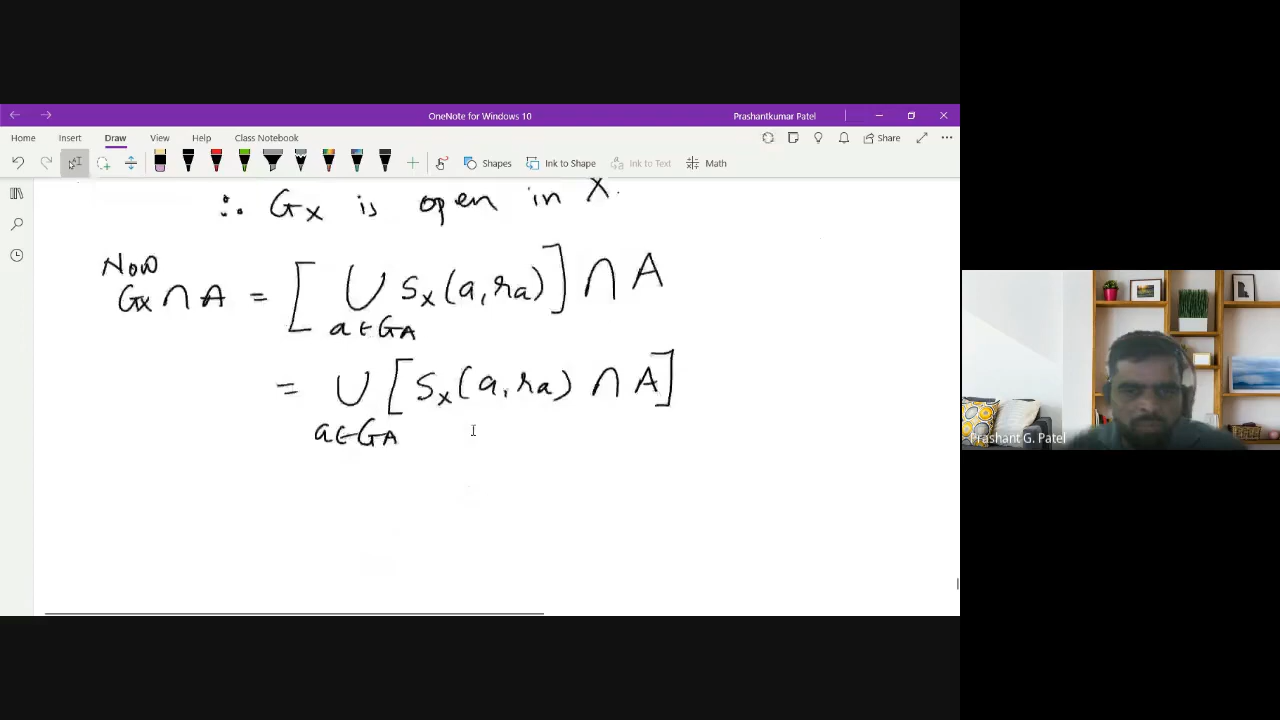 OneNote for Windows 10
Prashantkumar Patel
Home Insert Draw View Help Class Notebook
Share
Shapes Ink to Shape Ink to Text Math
∴ Gx is open in X.
Now
Gx ∩ A = [ ∪ Sx(a, ra) ] ∩ A
a ∈ GA
= ∪ [ Sx(a, ra) ∩ A ]
a ∈ GA
Prashant G. Patel